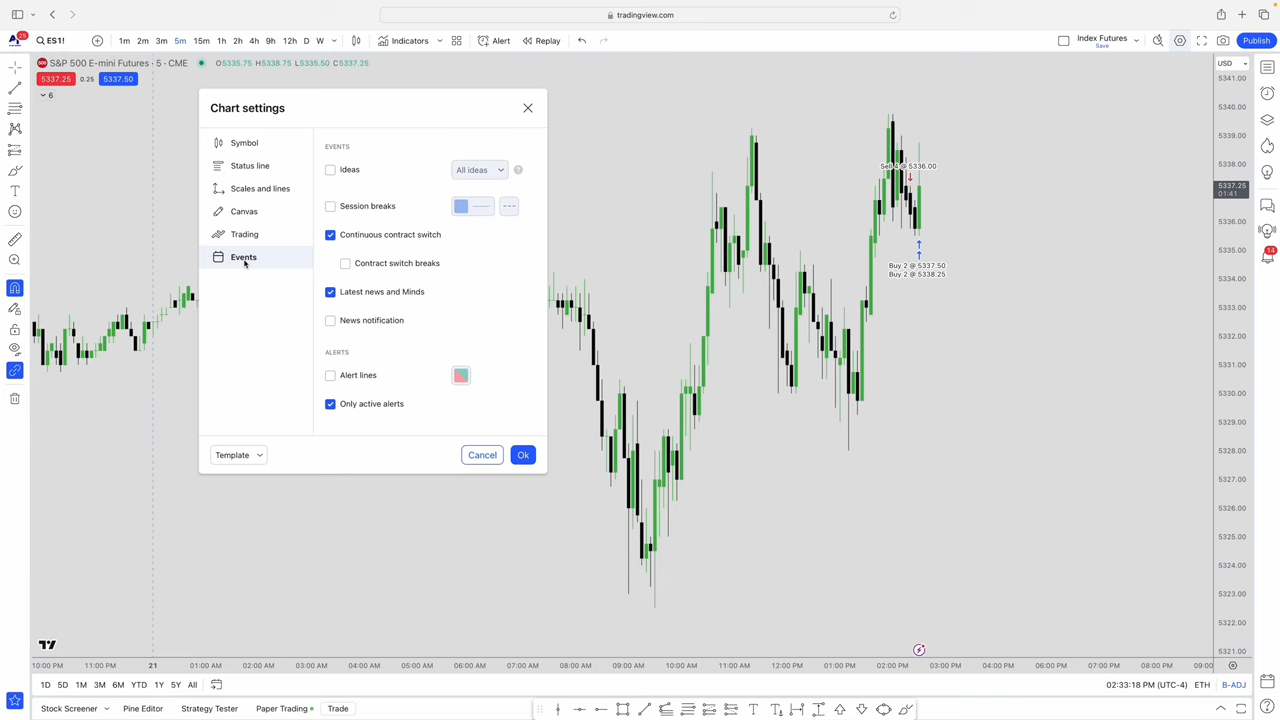 tradingview.com
25
ES1!
1m 2m 3m 5m 15m 1h 2h 4h 9h 12h D W
Indicators
Alert
Replay
Index Futures
Save
Publish
S&P 500 E-mini Futures · 5 · CME
O5335.75 H5338.75 L5335.50 C5337.25
5337.25
0.25
5337.50
6
USD
Chart settings
Symbol
Status line
Scales and lines
Canvas
Trading
Events
EVENTS
Ideas
All ideas
Session breaks
Continuous contract switch
Contract switch breaks
Latest news and Minds
News notification
ALERTS
Alert lines
Only active alerts
Template
Cancel
Ok
Sell 4 @ 5336.00
Buy 2 @ 5337.50
Buy 2 @ 5338.25
5341.00
5340.00
5339.00
5338.00
5337.25
01:41
5336.00
5335.00
5334.00
5333.00
5332.00
5331.00
5330.00
5329.00
5328.00
5327.00
5326.00
5325.00
5324.00
5323.00
5322.00
5321.00
14
10:00 PM 11:00 PM 21 01:00 AM 02:00 AM 03:00 AM 04:00 AM 05:00 AM 06:00 AM 07:00 AM 08:00 AM 09:00 AM 10:00 AM 11:00 AM 12:00 PM 01:00 PM 02:00 PM 03:00 PM 04:00 PM 05:00 PM 06:00 PM 07:00 PM 08:00 PM 09:00
1D 5D 1M 3M 6M YTD 1Y 5Y All
02:33:18 PM (UTC-4) ETH B-ADJ
Stock Screener
Pine Editor
Strategy Tester
Paper Trading
Trade